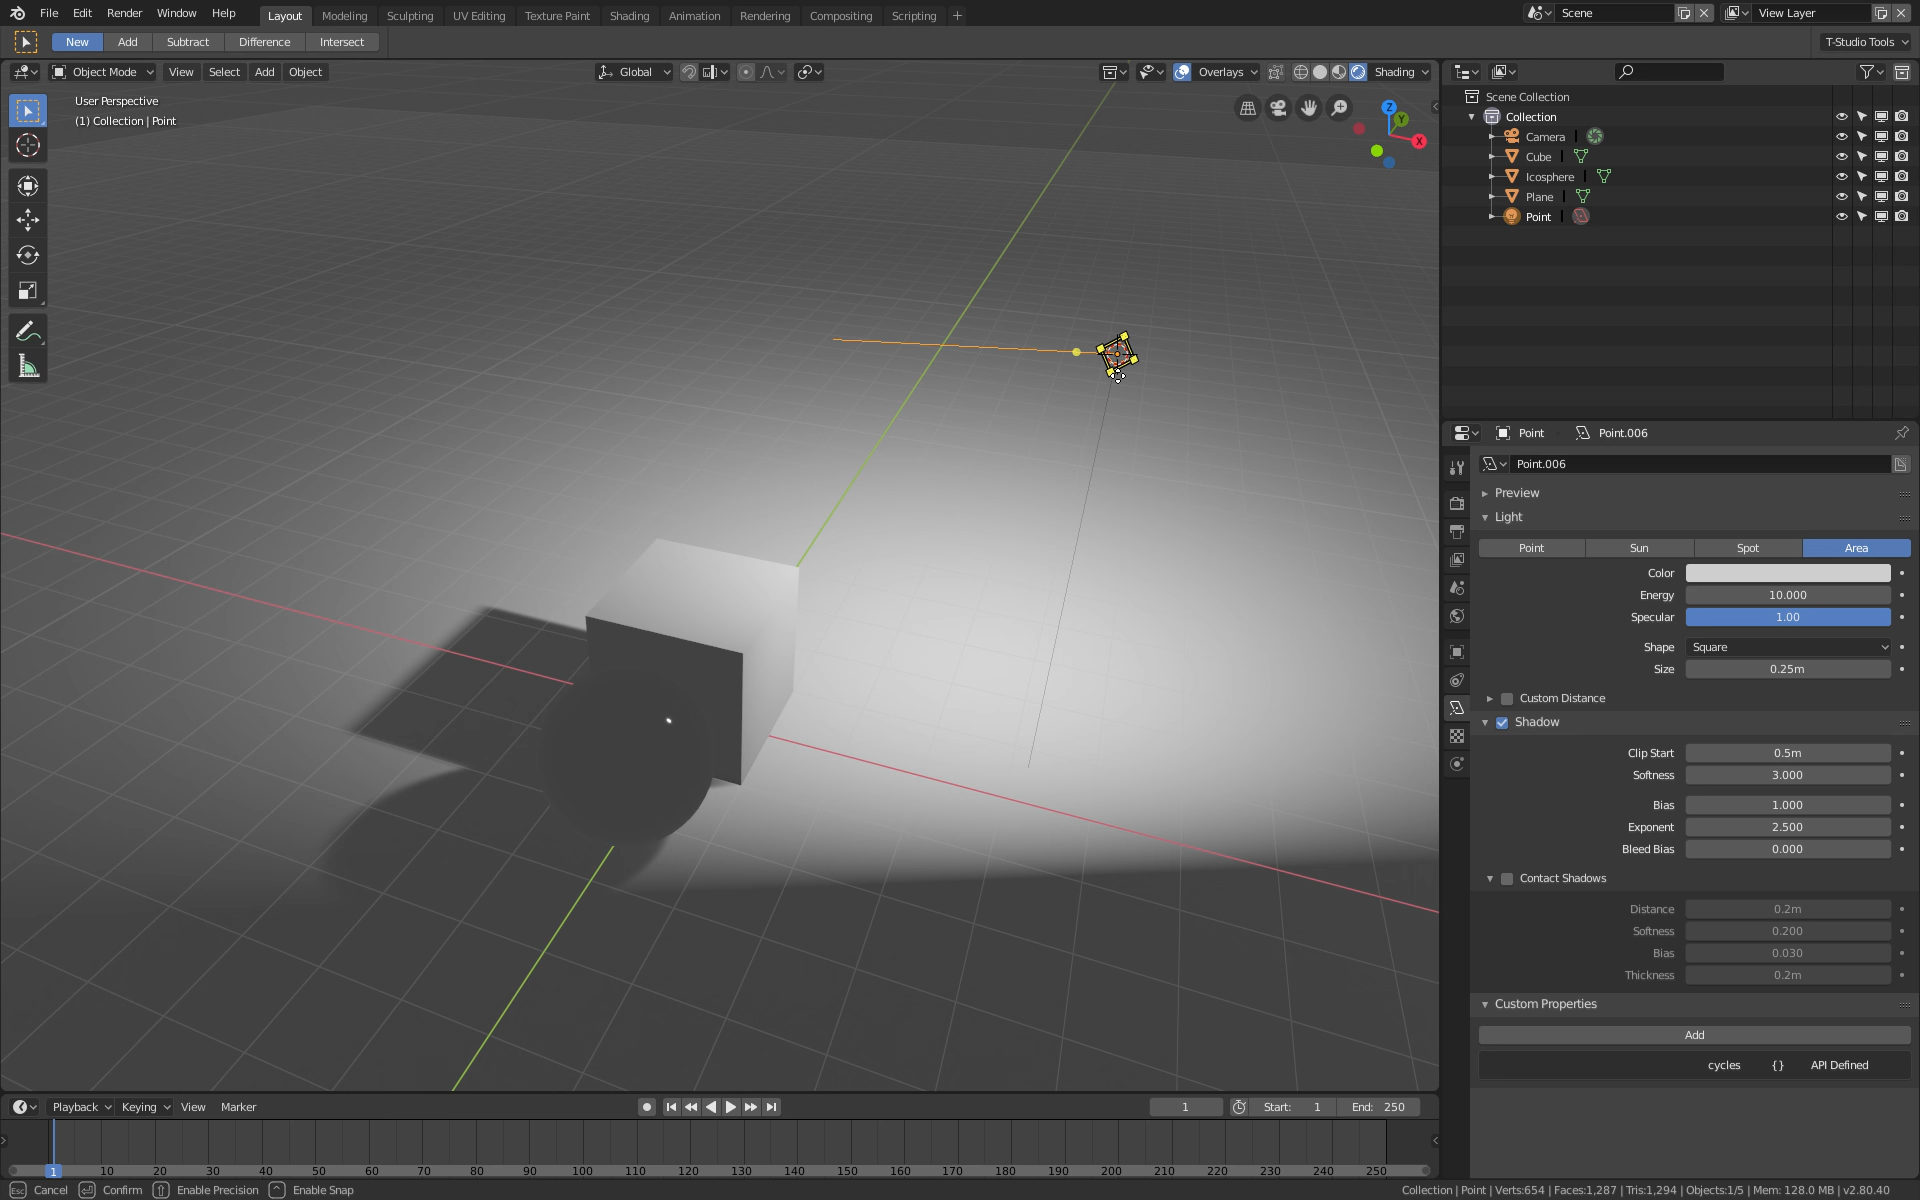 File Edit Render Window Help Layout Modeling Sculpting UV Editing Texture Paint Shading Animation Rendering Compositing Scripting + Scene View Layer
New Add Subtract Difference Intersect T-Studio Tools
Object Mode View Select Add Object Global Overlays Shading
User Perspective
(1) Collection | Point
Z
Y
X
Scene Collection
Collection
Camera
Cube
Icosphere
Plane
Point
Point Point.006
Point.006
Preview
Light
Point Sun Spot Area
Color
Energy 10.000
Specular 1.00
Shape Square
Size 0.25m
Custom Distance
Shadow
Clip Start 0.5m
Softness 3.000
Bias 1.000
Exponent 2.500
Bleed Bias 0.000
Contact Shadows
Distance 0.2m
Softness 0.200
Bias 0.030
Thickness 0.2m
Custom Properties
Add
cycles {} API Defined
Playback Keying View Marker 1 Start: 1 End: 250
1 10 20 30 40 50 60 70 80 90 100 110 120 130 140 150 160 170 180 190 200 210 220 230 240 250
Esc Cancel Confirm Enable Precision Enable Snap Collection | Point | Verts:654 | Faces:1,287 | Tris:1,294 | Objects:1/5 | Mem: 128.0 MB | v2.80.40